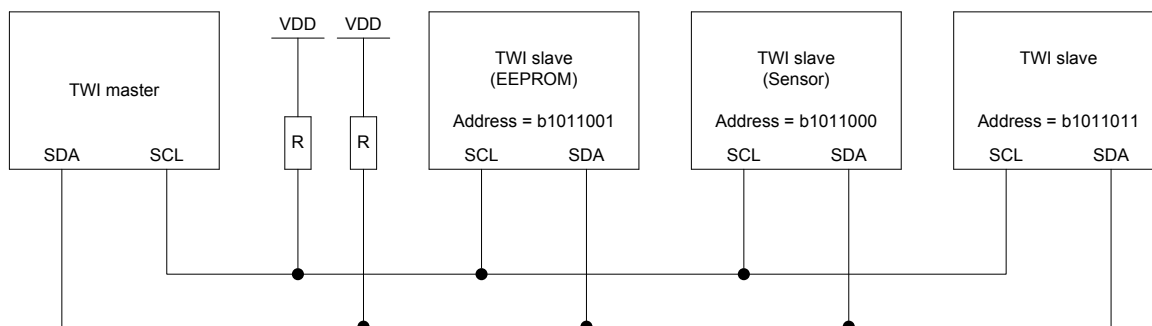 TWI master
SDA SCL
VDD VDD
R R
TWI slave
(EEPROM)
Address = b1011001
SCL SDA
TWI slave
(Sensor)
Address = b1011000
SCL SDA
TWI slave
Address = b1011011
SCL SDA